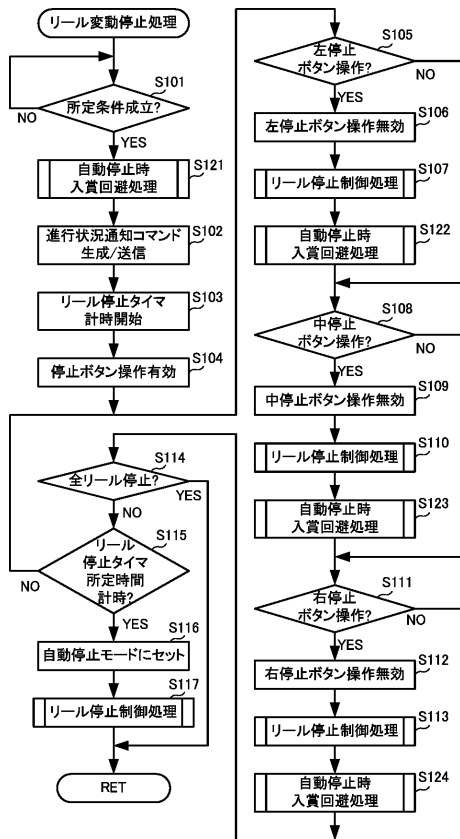 リール変動停止処理
S101
所定条件成立?
NO
YES
S121
自動停止時
入賞回避処理
S102
進行状況通知コマンド
生成/送信
S103
リール停止タイマ
計時開始
S104
停止ボタン操作有効
S114
全リール停止?
YES
NO
S115
リール
停止タイマ
所定時間
計時?
NO
YES
S116
自動停止モードにセット
S117
リール停止制御処理
RET
S105
左停止
ボタン操作?
NO
YES
S106
左停止ボタン操作無効
S107
リール停止制御処理
S122
自動停止時
入賞回避処理
S108
中停止
ボタン操作?
NO
YES
S109
中停止ボタン操作無効
S110
リール停止制御処理
S123
自動停止時
入賞回避処理
S111
右停止
ボタン操作?
NO
YES
S112
右停止ボタン操作無効
S113
リール停止制御処理
S124
自動停止時
入賞回避処理